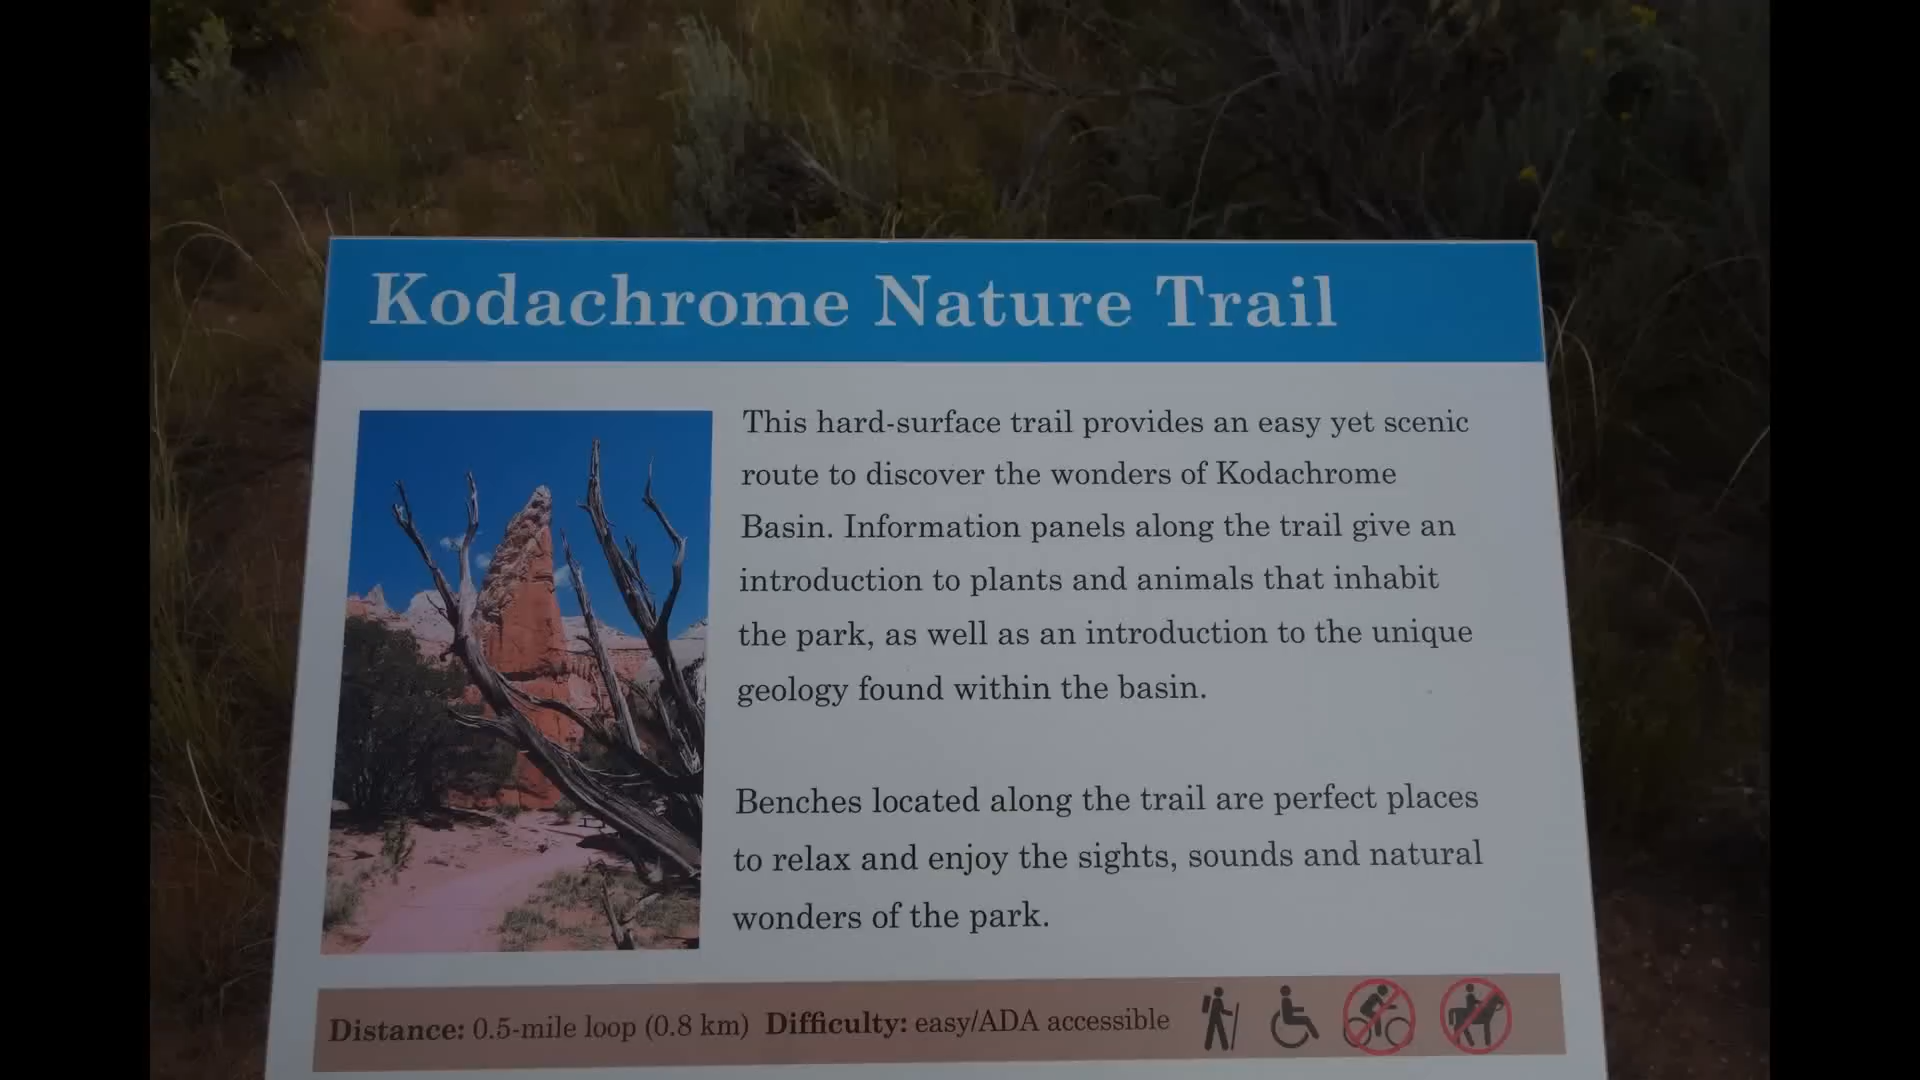 Kodachrome Nature Trail
This hard-surface trail provides an easy yet scenic
route to discover the wonders of Kodachrome
Basin. Information panels along the trail give an
introduction to plants and animals that inhabit
the park, as well as an introduction to the unique
geology found within the basin.
Benches located along the trail are perfect places
to relax and enjoy the sights, sounds and natural
wonders of the park.
Distance: 0.5-mile loop (0.8 km) Difficulty: easy/ADA accessible